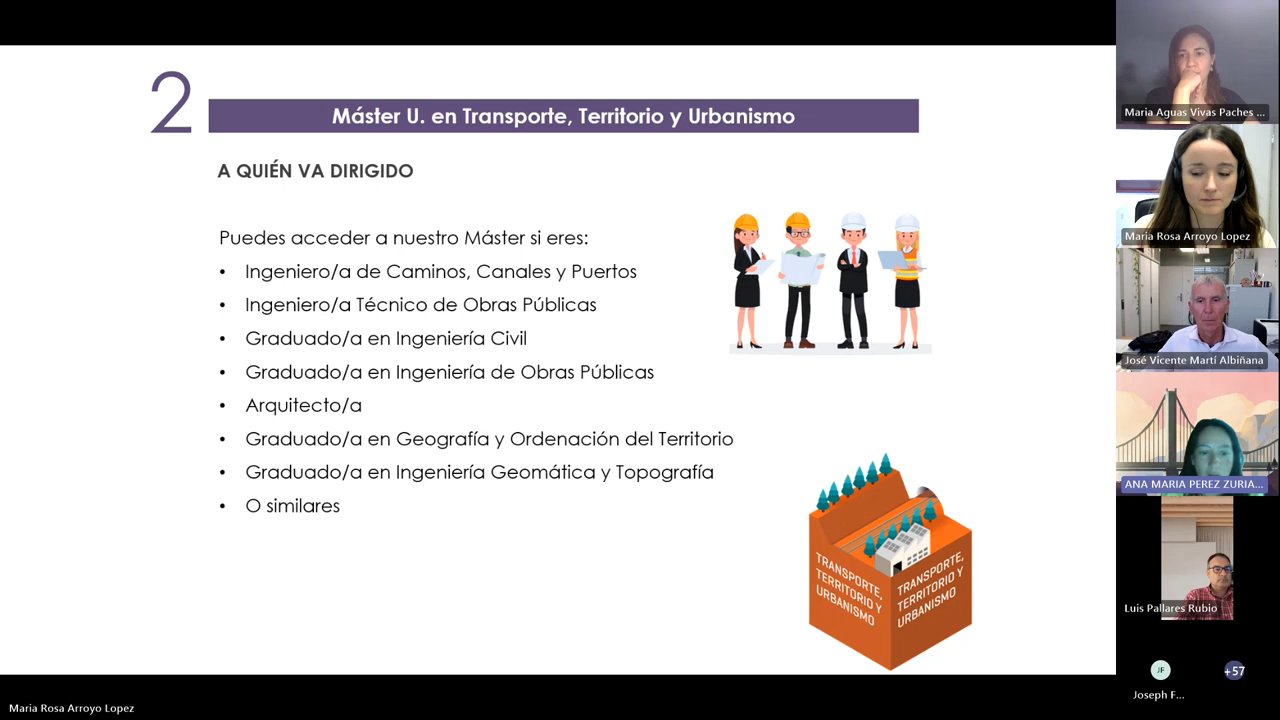 2
Máster U. en Transporte, Territorio y Urbanismo
A QUIÉN VA DIRIGIDO
Puedes acceder a nuestro Máster si eres:
• Ingeniero/a de Caminos, Canales y Puertos
• Ingeniero/a Técnico de Obras Públicas
• Graduado/a en Ingeniería Civil
• Graduado/a en Ingeniería de Obras Públicas
• Arquitecto/a
• Graduado/a en Geografía y Ordenación del Territorio
• Graduado/a en Ingeniería Geomática y Topografía
• O similares
TRANSPORTE,
TERRITORIO Y
URBANISMO
TRANSPORTE,
TERRITORIO Y
URBANISMO
Maria Aguas Vivas Paches ...
Maria Rosa Arroyo Lopez
José Vicente Martí Albiñana
ANA MARIA PEREZ ZURIA...
Luis Pallares Rubio
JF
+57
Joseph F...
Maria Rosa Arroyo Lopez